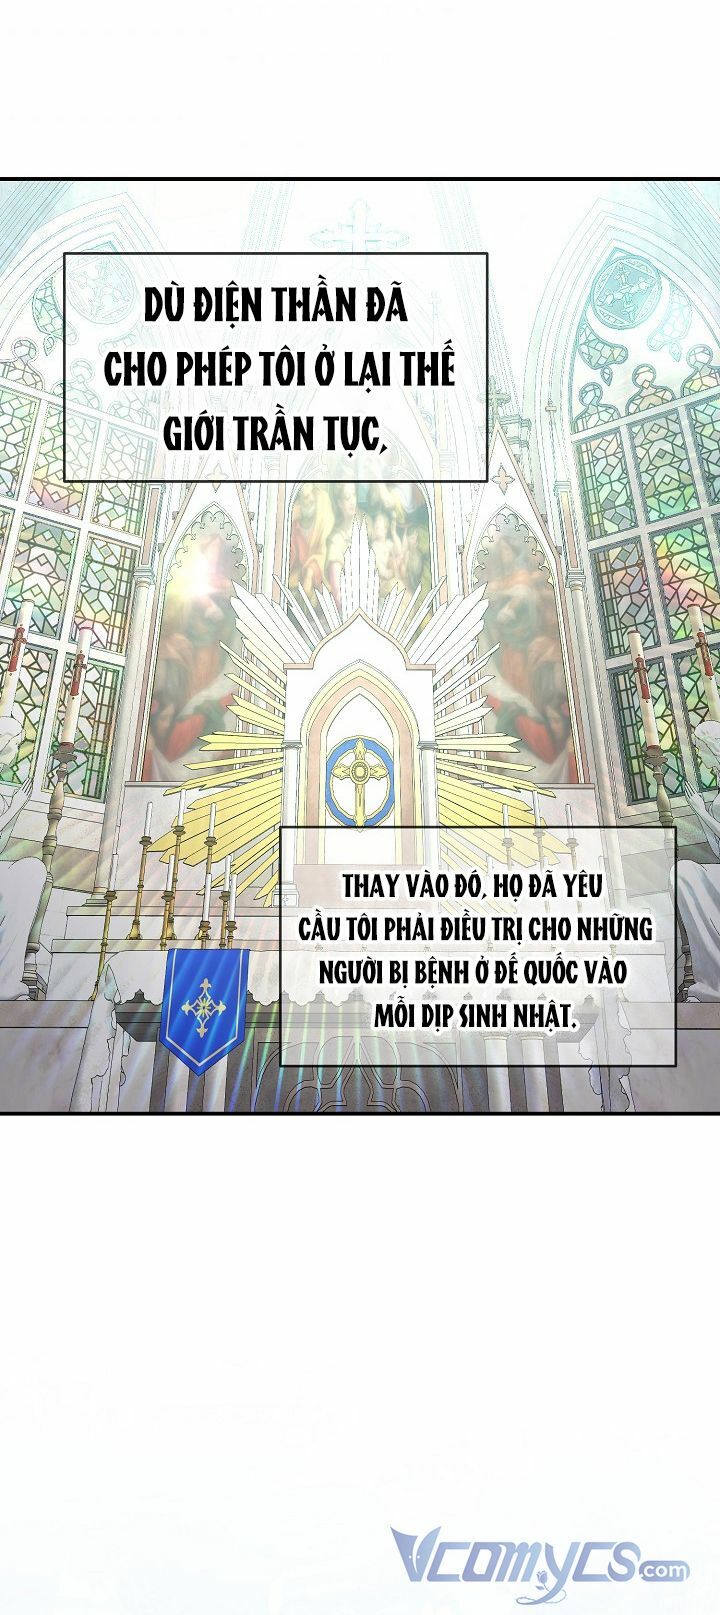 DÙ ĐIỆN THẦN ĐÃ
CHO PHÉP TÔI Ở LẠI THẾ
GIỚI TRẦN TỤC,
THAY VÀO ĐÓ, HỌ ĐÃ YÊU
CẦU TÔI PHẢI ĐIỀU TRỊ CHO NHỮNG
NGƯỜI BỊ BỆNH Ở ĐẾ QUỐC VÀO
MỖI DỊP SINH NHẬT.
VCOMYCS.com